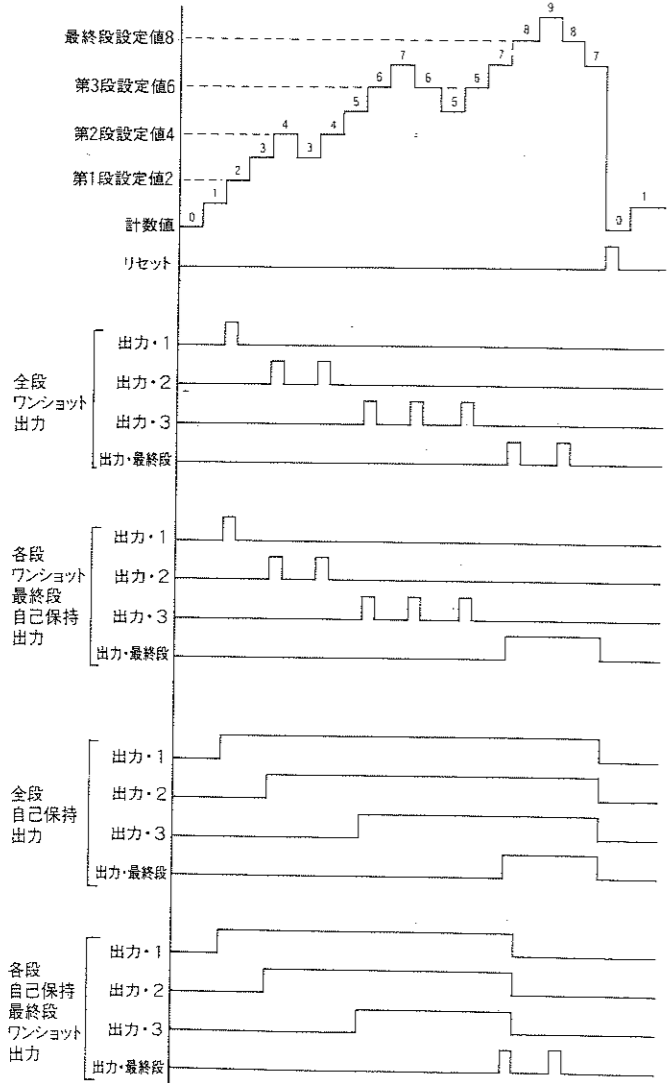 9
最終段設定値8
8
8
7
7
7
第3段設定値6
6
6
6
5
5
第2段設定値4
4
4
3
3
第1段設定値2
2
1
1
計数値
0
0
リセット
全段
ワンショット
出力
出力・1
出力・2
出力・3
出力・最終段
各段
ワンショット
最終段
自己保持
出力
出力・1
出力・2
出力・3
出力・最終段
全段
自己保持
出力
出力・1
出力・2
出力・3
出力・最終段
各段
自己保持
最終段
ワンショット
出力
出力・1
出力・2
出力・3
出力・最終段